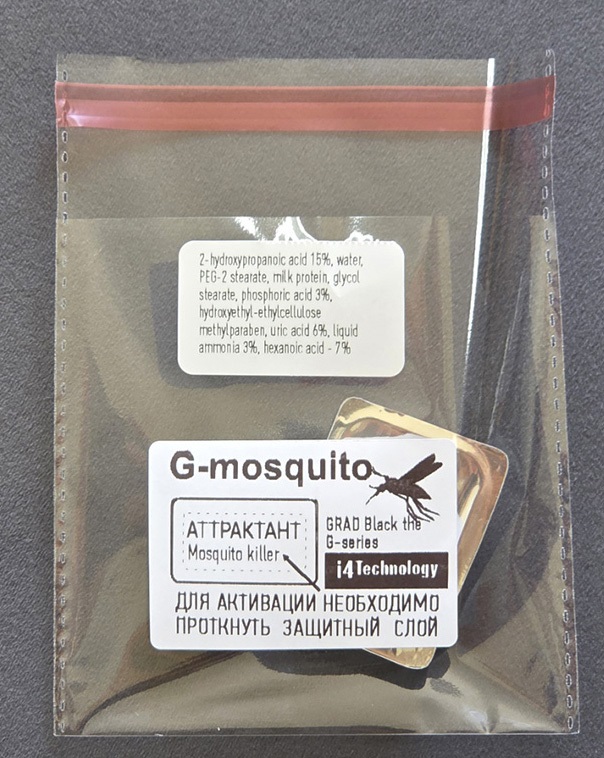 2-hydroxypropanoic acid 15%, water,
PEG-2 stearate, milk protein, glycol
stearate, phosphoric acid 3%,
hydroxyethyl-ethylcellulose
methylparaben, uric acid 6%, liquid
ammonia 3%, hexanoic acid - 7%
G-mosquito
АТТРАКТАНТ
Mosquito killer
GRAD Black the
G-series
i4Technology
ДЛЯ АКТИВАЦИИ НЕОБХОДИМО
ПРОТКНУТЬ ЗАЩИТНЫЙ СЛОЙ